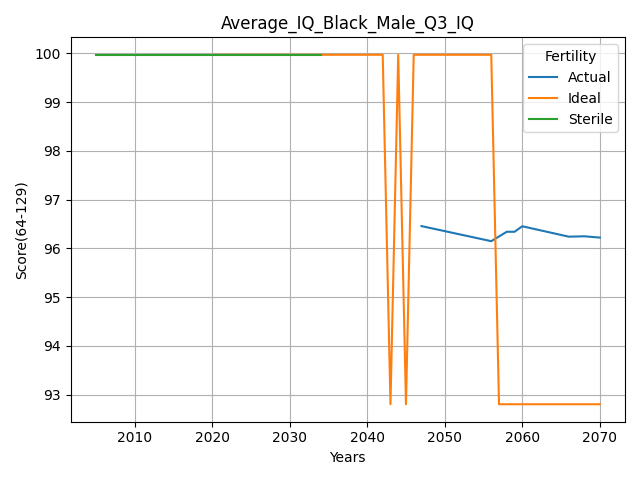 Average_IQ_Black_Male_Q3_IQ
Score(64-129)
100
99
98
97
96
95
94
93
Fertility
Actual
Ideal
Sterile
2010 2020 2030 2040 2050 2060 2070
Years